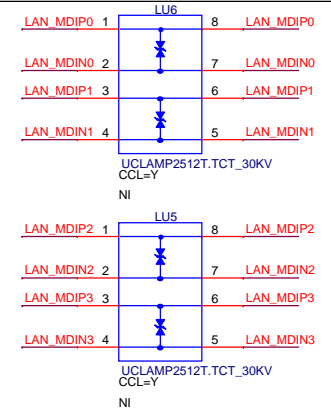 LU6
LAN_MDIP0 1 8 LAN_MDIP0
LAN_MDIN0 2 7 LAN_MDIN0
LAN_MDIP1 3 6 LAN_MDIP1
LAN_MDIN1 4 5 LAN_MDIN1
UCLAMP2512T.TCT_30KV
CCL=Y
NI
LU5
LAN_MDIP2 1 8 LAN_MDIP2
LAN_MDIN2 2 7 LAN_MDIN2
LAN_MDIP3 3 6 LAN_MDIP3
LAN_MDIN3 4 5 LAN_MDIN3
UCLAMP2512T.TCT_30KV
CCL=Y
NI